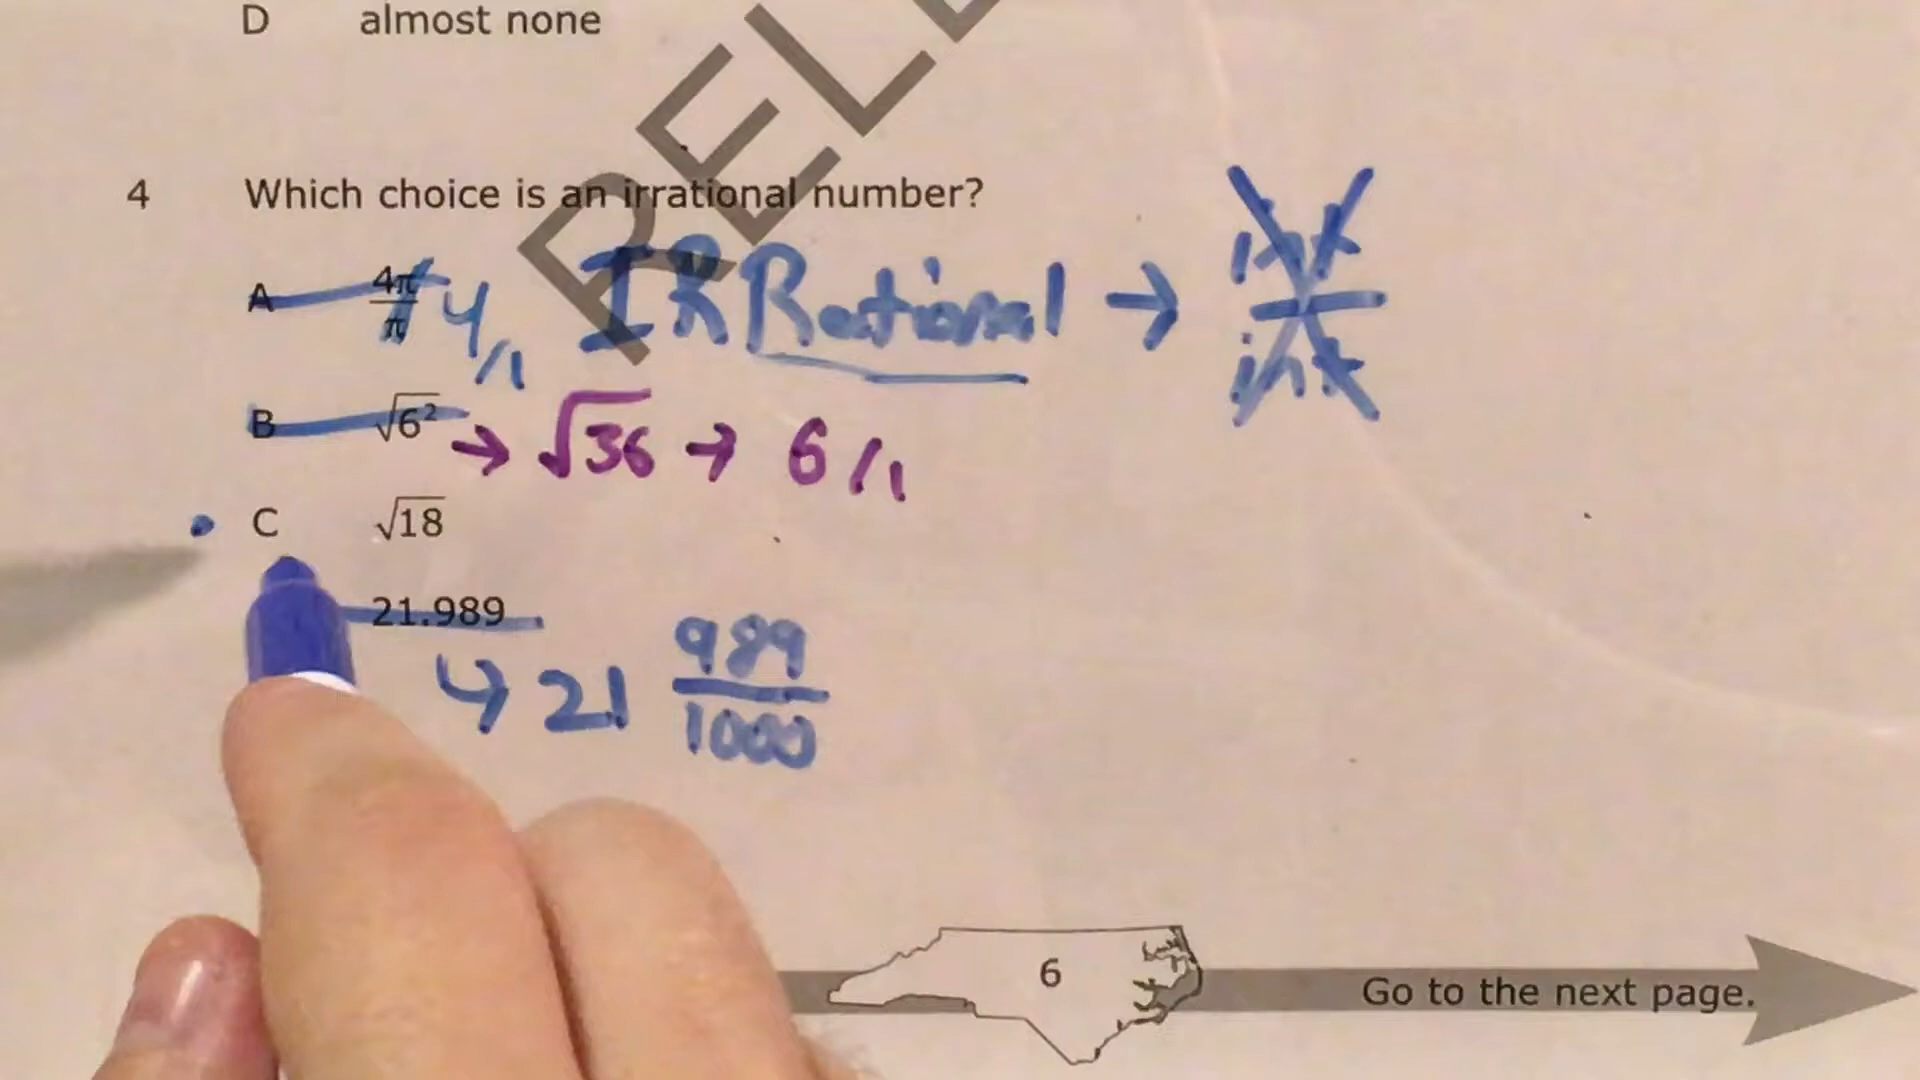 D almost none
RELE
4 Which choice is an irrational number?
A 4π/π 4/1 IRRational → int/int
B √6² → √36 → 6/1
C √18
21.989
↳ 21 989/1000
6
Go to the next page.